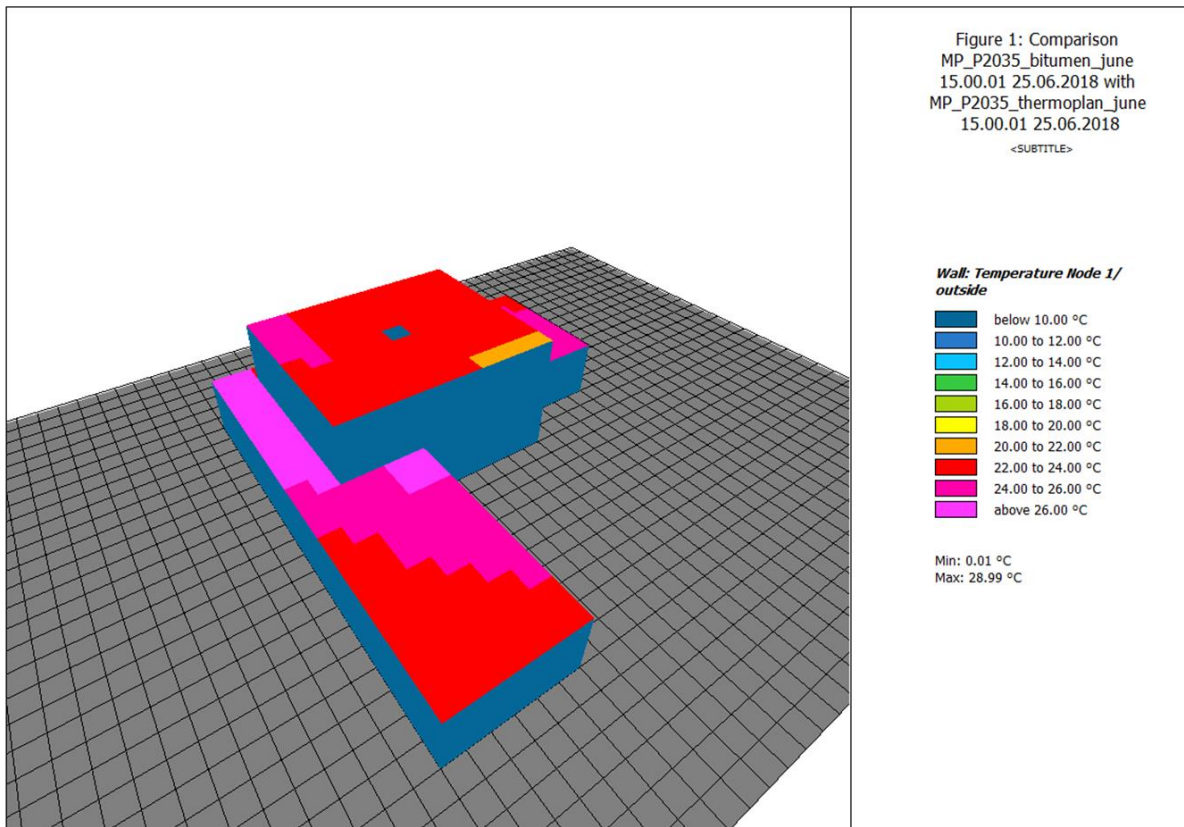 Figure 1: Comparison
MP_P2035_bitumen_june
15.00.01 25.06.2018 with
MP_P2035_thermoplan_june
15.00.01 25.06.2018
<SUBTITLE>
Wall: Temperature Node 1/
outside
below 10.00 °C
10.00 to 12.00 °C
12.00 to 14.00 °C
14.00 to 16.00 °C
16.00 to 18.00 °C
18.00 to 20.00 °C
20.00 to 22.00 °C
22.00 to 24.00 °C
24.00 to 26.00 °C
above 26.00 °C
Min: 0.01 °C
Max: 28.99 °C